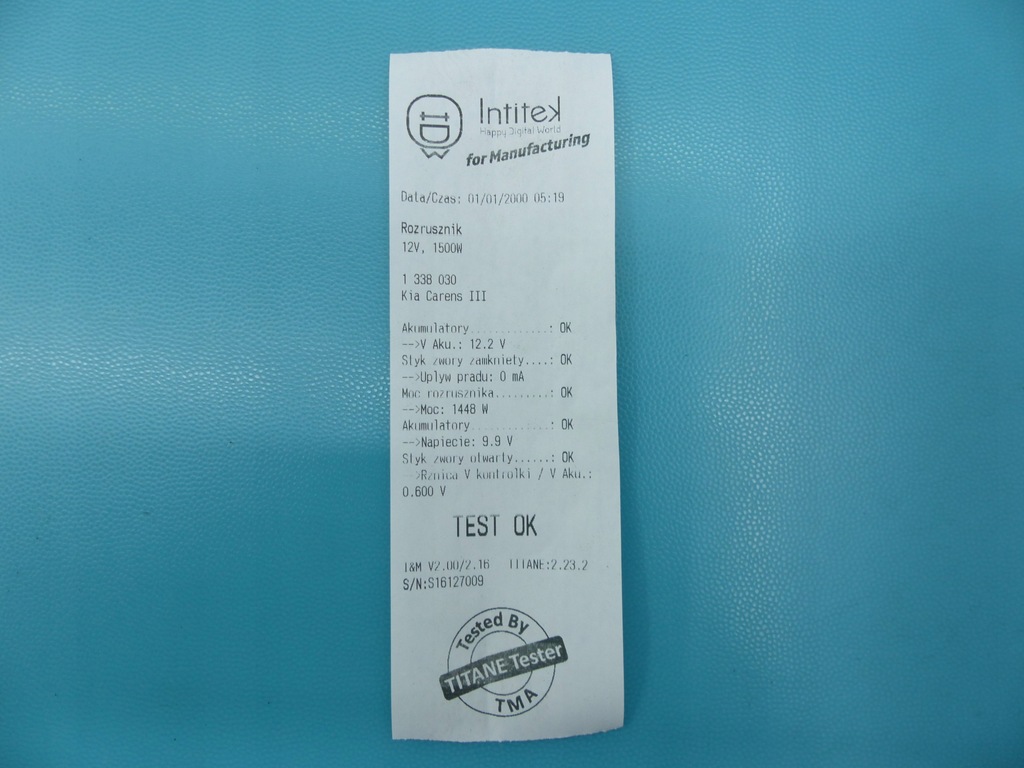 Intitek
Happy Digital World
for Manufacturing
Data/Czas: 01/01/2000 05:19
Rozrusznik
12V, 1500W
1 338 030
Kia Carens III
Akumulatory.............: OK
-->V Aku.: 12.2 V
Styk zwory zamkniety....: OK
-->Uplyw pradu: 0 mA
Moc rozrusznika.........: OK
-->Moc: 1448 W
Akumulatory.............: OK
-->Napiecie: 9.9 V
Styk zwory otwarty......: OK
-->Rznica V kontrolki / V Aku.:
0.600 V
TEST OK
T&M V2.00/2.16 TITANE:2.23.2
S/N:S16127009
Tested By
TITANE Tester
TMA